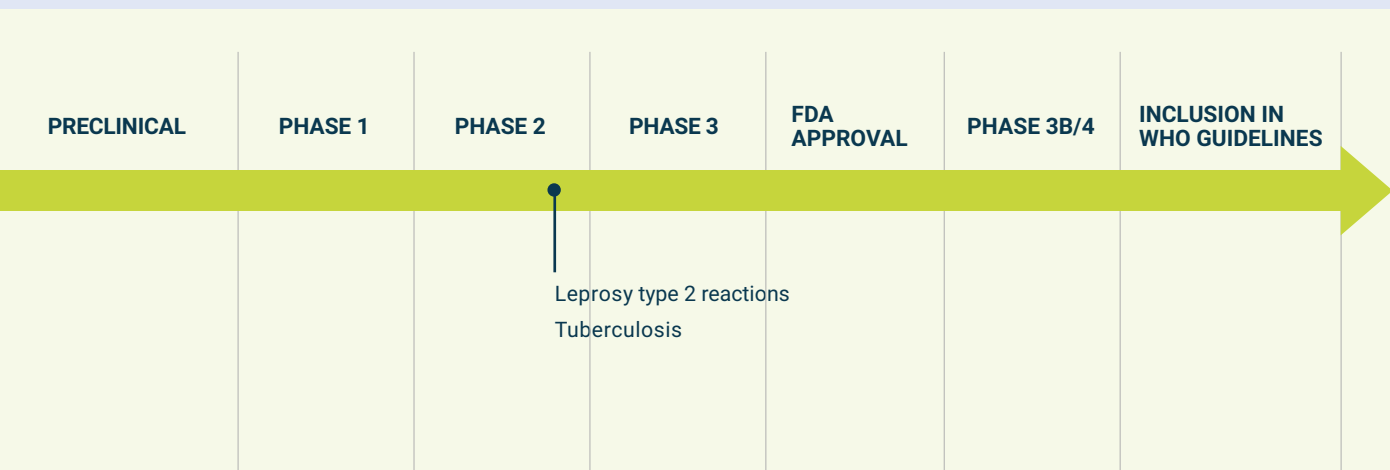 PRECLINICAL
PHASE 1
PHASE 2
PHASE 3
FDA
APPROVAL
PHASE 3B/4
INCLUSION IN
WHO GUIDELINES
Leprosy type 2 reactions
Tuberculosis